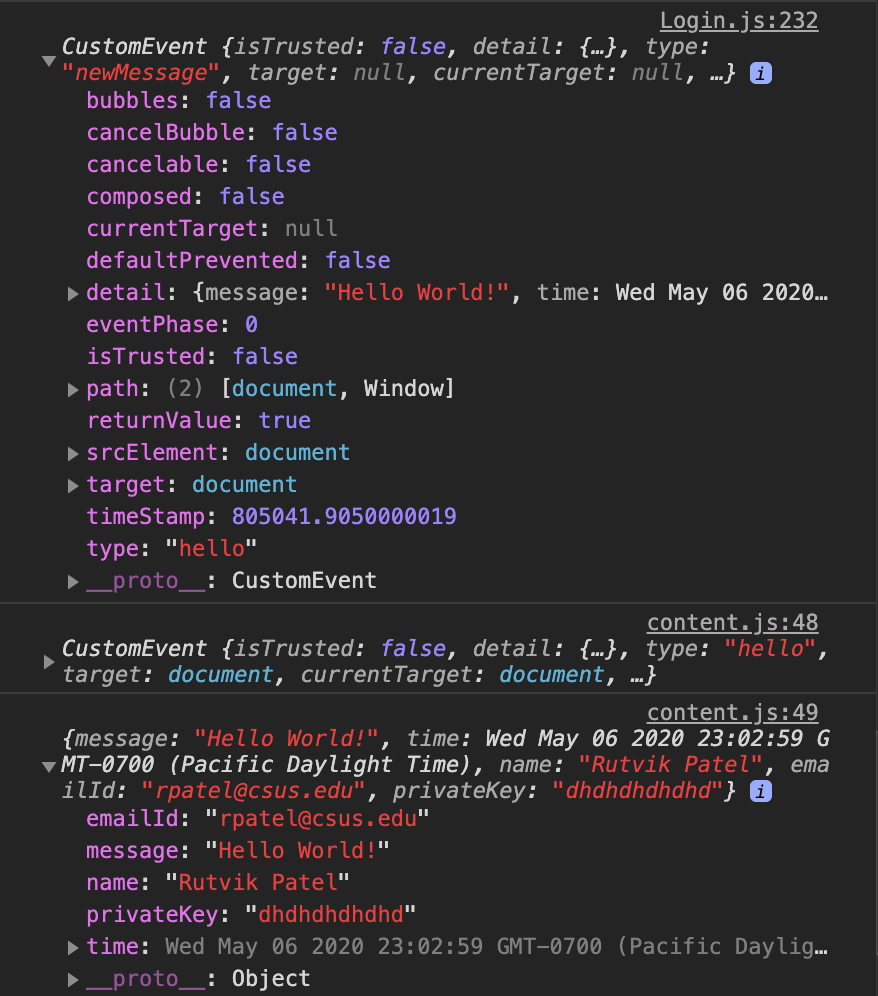 Login.js:232
CustomEvent {isTrusted: false, detail: {…}, type:
"newMessage", target: null, currentTarget: null, …} i
bubbles: false
cancelBubble: false
cancelable: false
composed: false
currentTarget: null
defaultPrevented: false
detail: {message: "Hello World!", time: Wed May 06 2020…
eventPhase: 0
isTrusted: false
path: (2) [document, Window]
returnValue: true
srcElement: document
target: document
timeStamp: 805041.9050000019
type: "hello"
__proto__: CustomEvent
content.js:48
CustomEvent {isTrusted: false, detail: {…}, type: "hello",
target: document, currentTarget: document, …}
content.js:49
{message: "Hello World!", time: Wed May 06 2020 23:02:59 G
MT-0700 (Pacific Daylight Time), name: "Rutvik Patel", ema
ilId: "rpatel@csus.edu", privateKey: "dhdhdhdhdhd"} i
emailId: "rpatel@csus.edu"
message: "Hello World!"
name: "Rutvik Patel"
privateKey: "dhdhdhdhdhd"
time: Wed May 06 2020 23:02:59 GMT-0700 (Pacific Dayli​g…
__proto__: Object